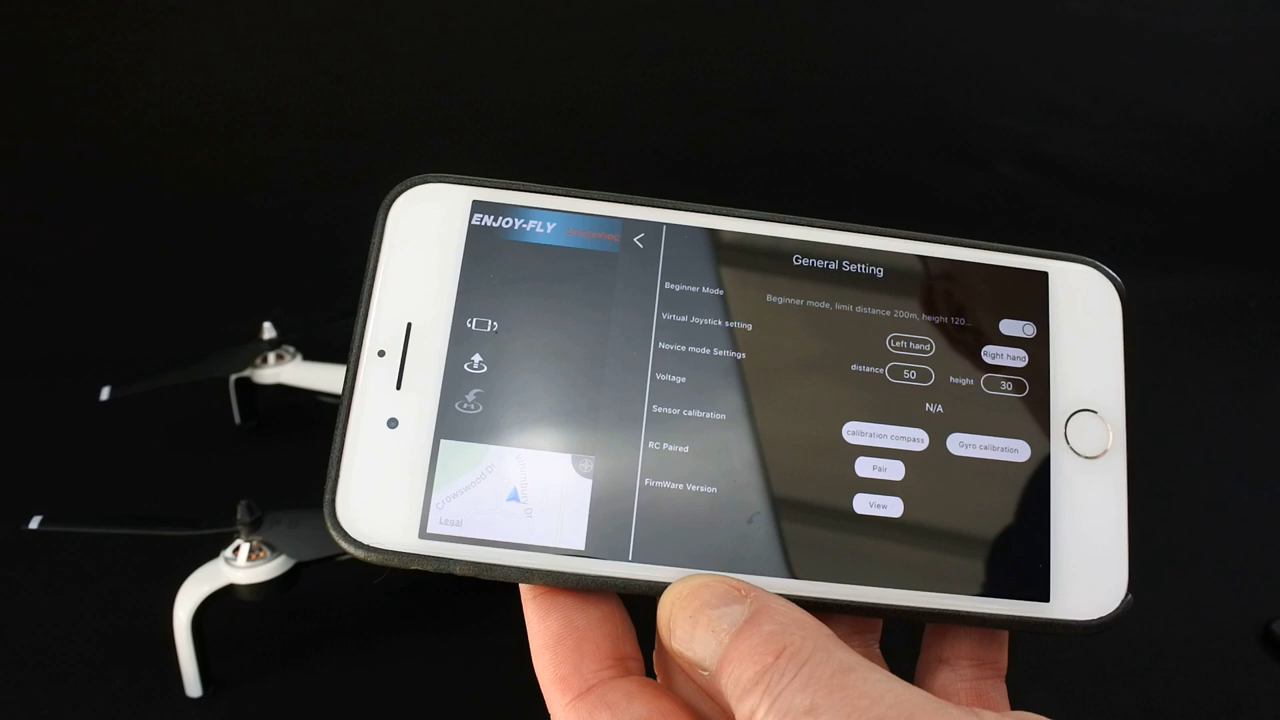 ENJOY-FLY
<
General Setting
Beginner Mode
Beginner mode, limit distance 200m, height 120...
Virtual Joystick setting
Left hand
Right hand
Novice mode Settings
distance
50
height
30
Voltage
N/A
Sensor calibration
calibration compass
Gyro calibration
RC Paired
Pair
FirmWare Version
View
Crowswood Dr
Legal